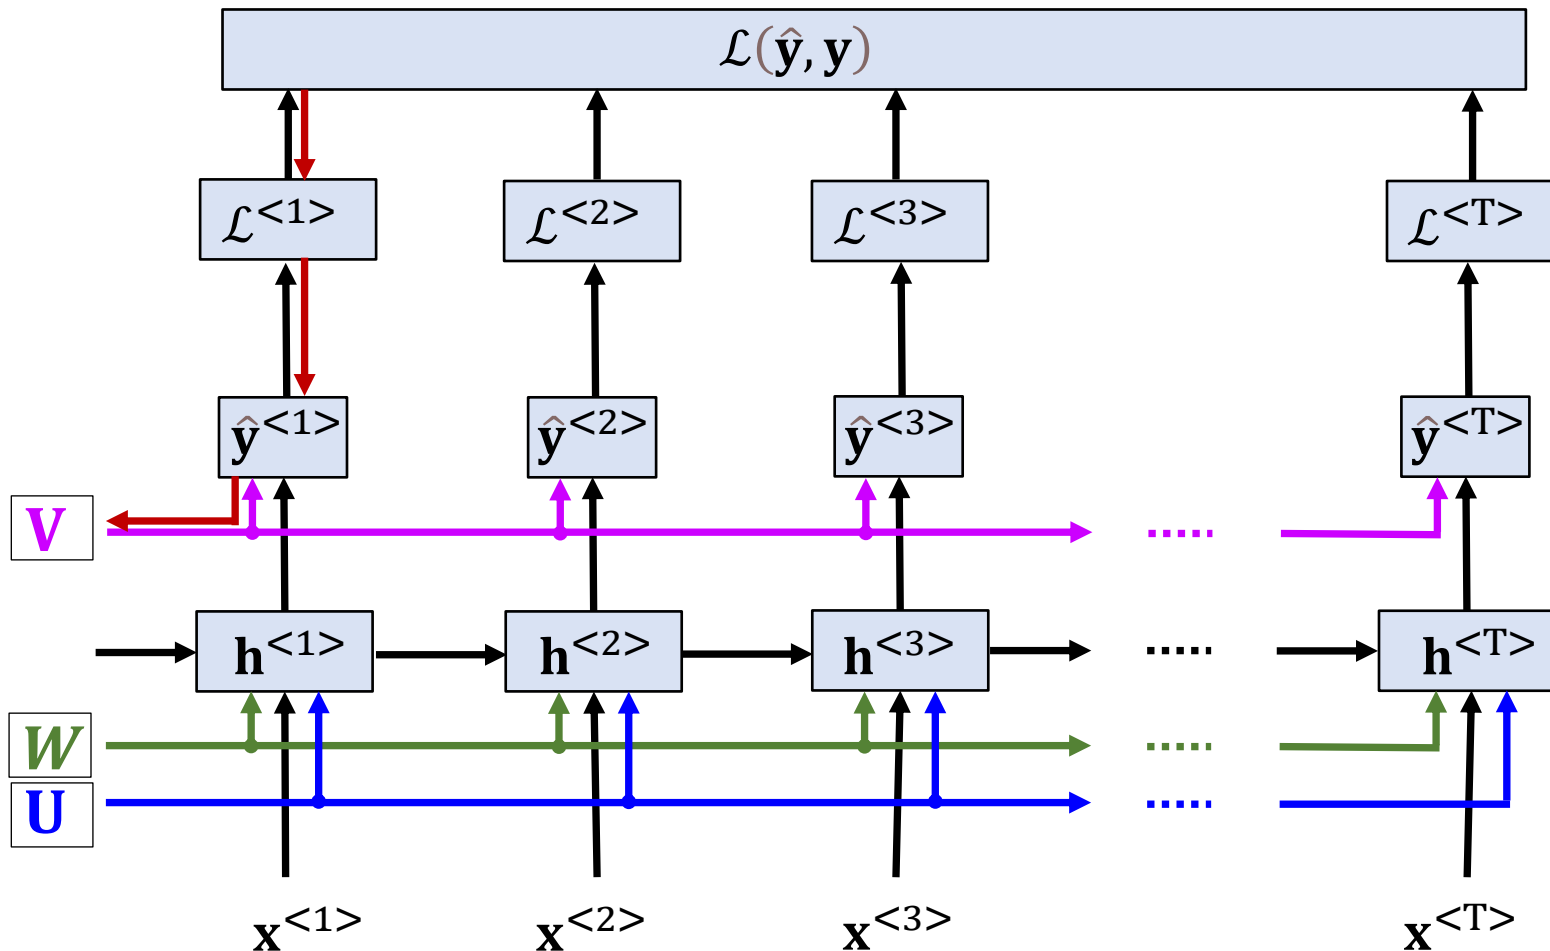 ℒ(ŷ, y)
ℒ<1> ℒ<2> ℒ<3> ℒ<T>
ŷ<1> ŷ<2> ŷ<3> ŷ<T>
V
h<1> h<2> h<3> h<T>
W
U
x<1> x<2> x<3> x<T>